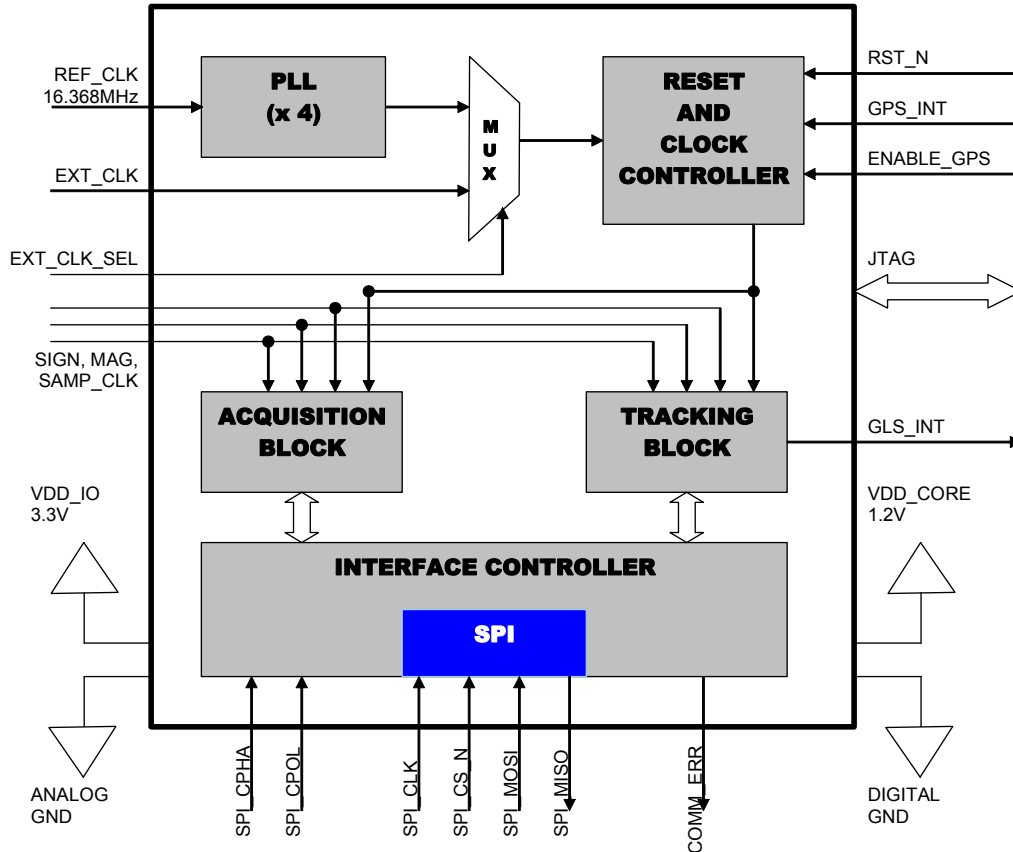 REF_CLK
16.368MHz
PLL
(x 4)
MUX
RESET
AND
CLOCK
CONTROLLER
RST_N
GPS_INT
ENABLE_GPS
EXT_CLK
EXT_CLK_SEL
JTAG
SIGN, MAG,
SAMP_CLK
ACQUISITION
BLOCK
TRACKING
BLOCK
GLS_INT
VDD_IO
3.3V
VDD_CORE
1.2V
INTERFACE CONTROLLER
SPI
SPI_CPHA
SPI_CPOL
SPI_CLK
SPI_CS_N
SPI_MOSI
SPI_MISO
COMM_ERR
ANALOG
GND
DIGITAL
GND